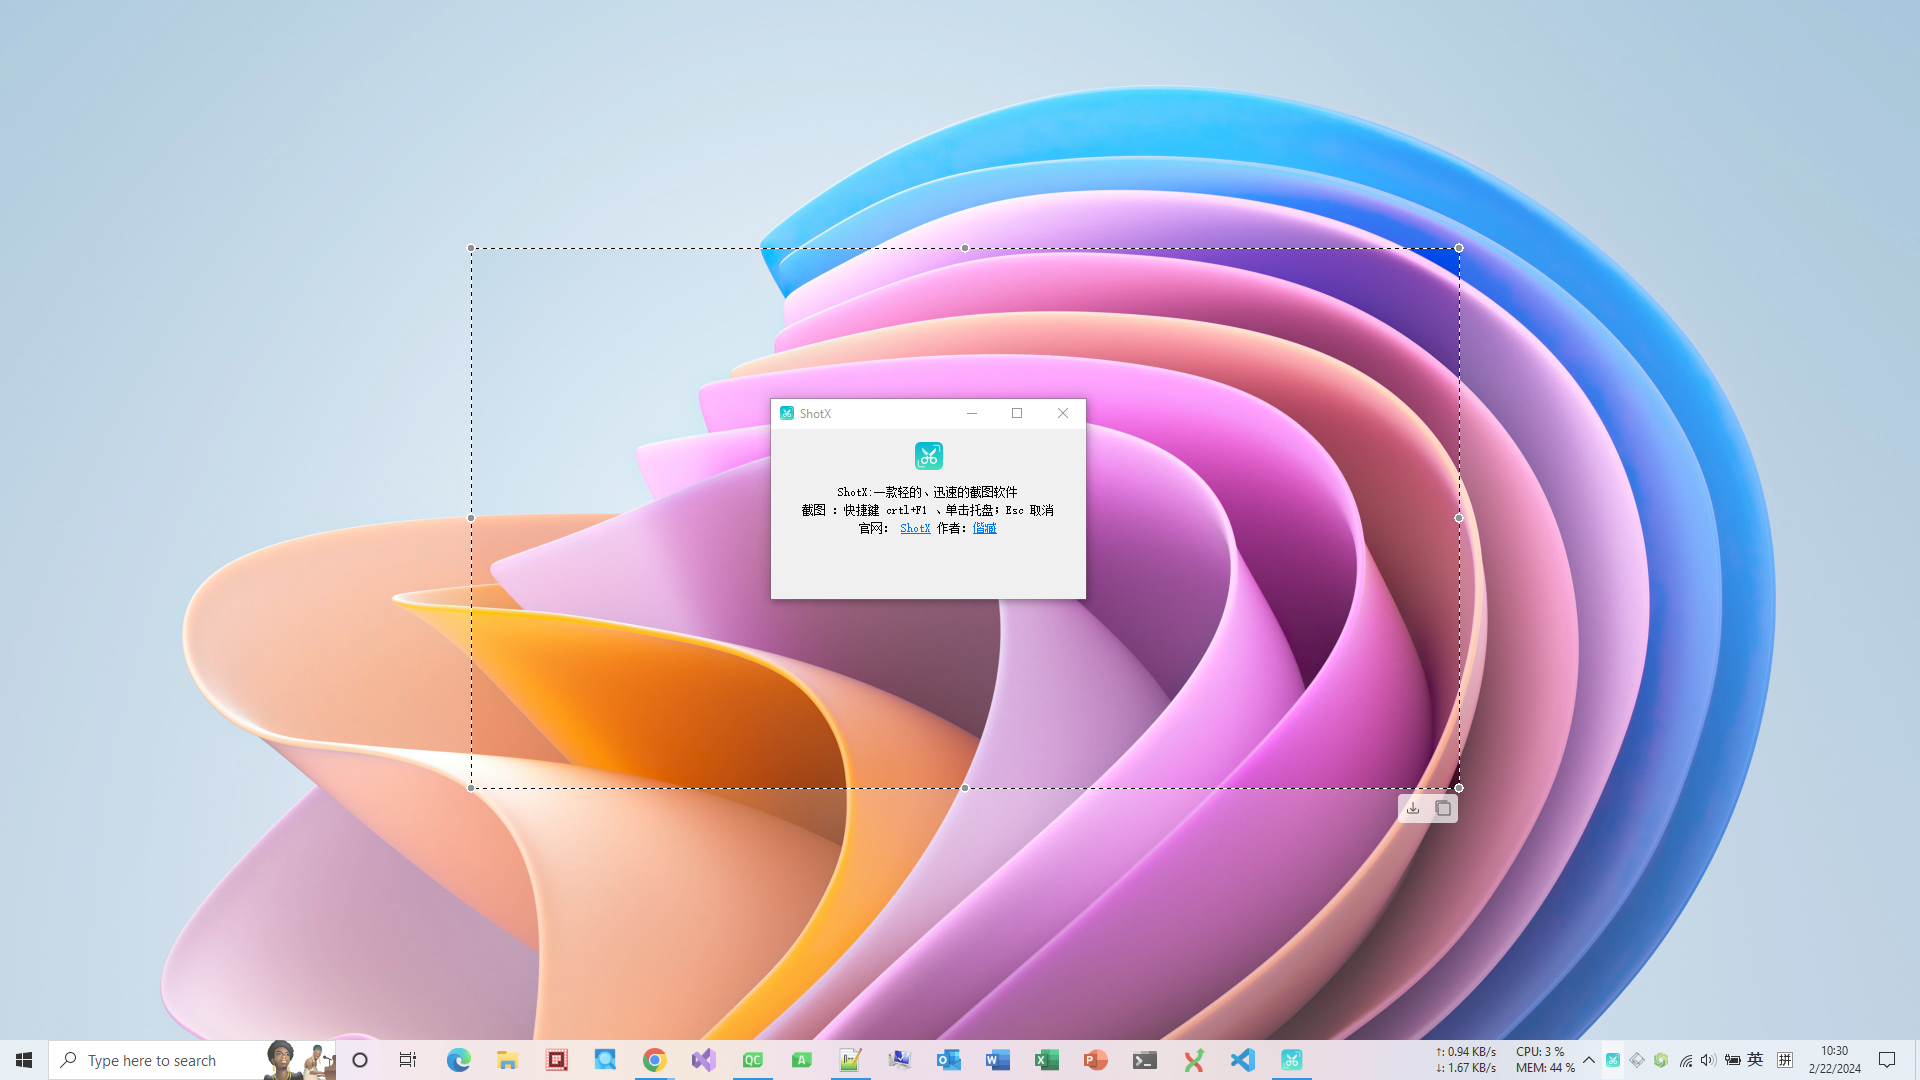 ShotX
ShotX:一款轻的、迅速的截图软件
截图 : 快捷键 crtl+F1 、单击托盘; Esc 取消
官网: ShotX 作者:
Type here to search
QC
A
↑: 0.94 KB/s
↓: 1.67 KB/s
CPU: 3 %
MEM: 44 %
英
拼
10:30
2/22/2024